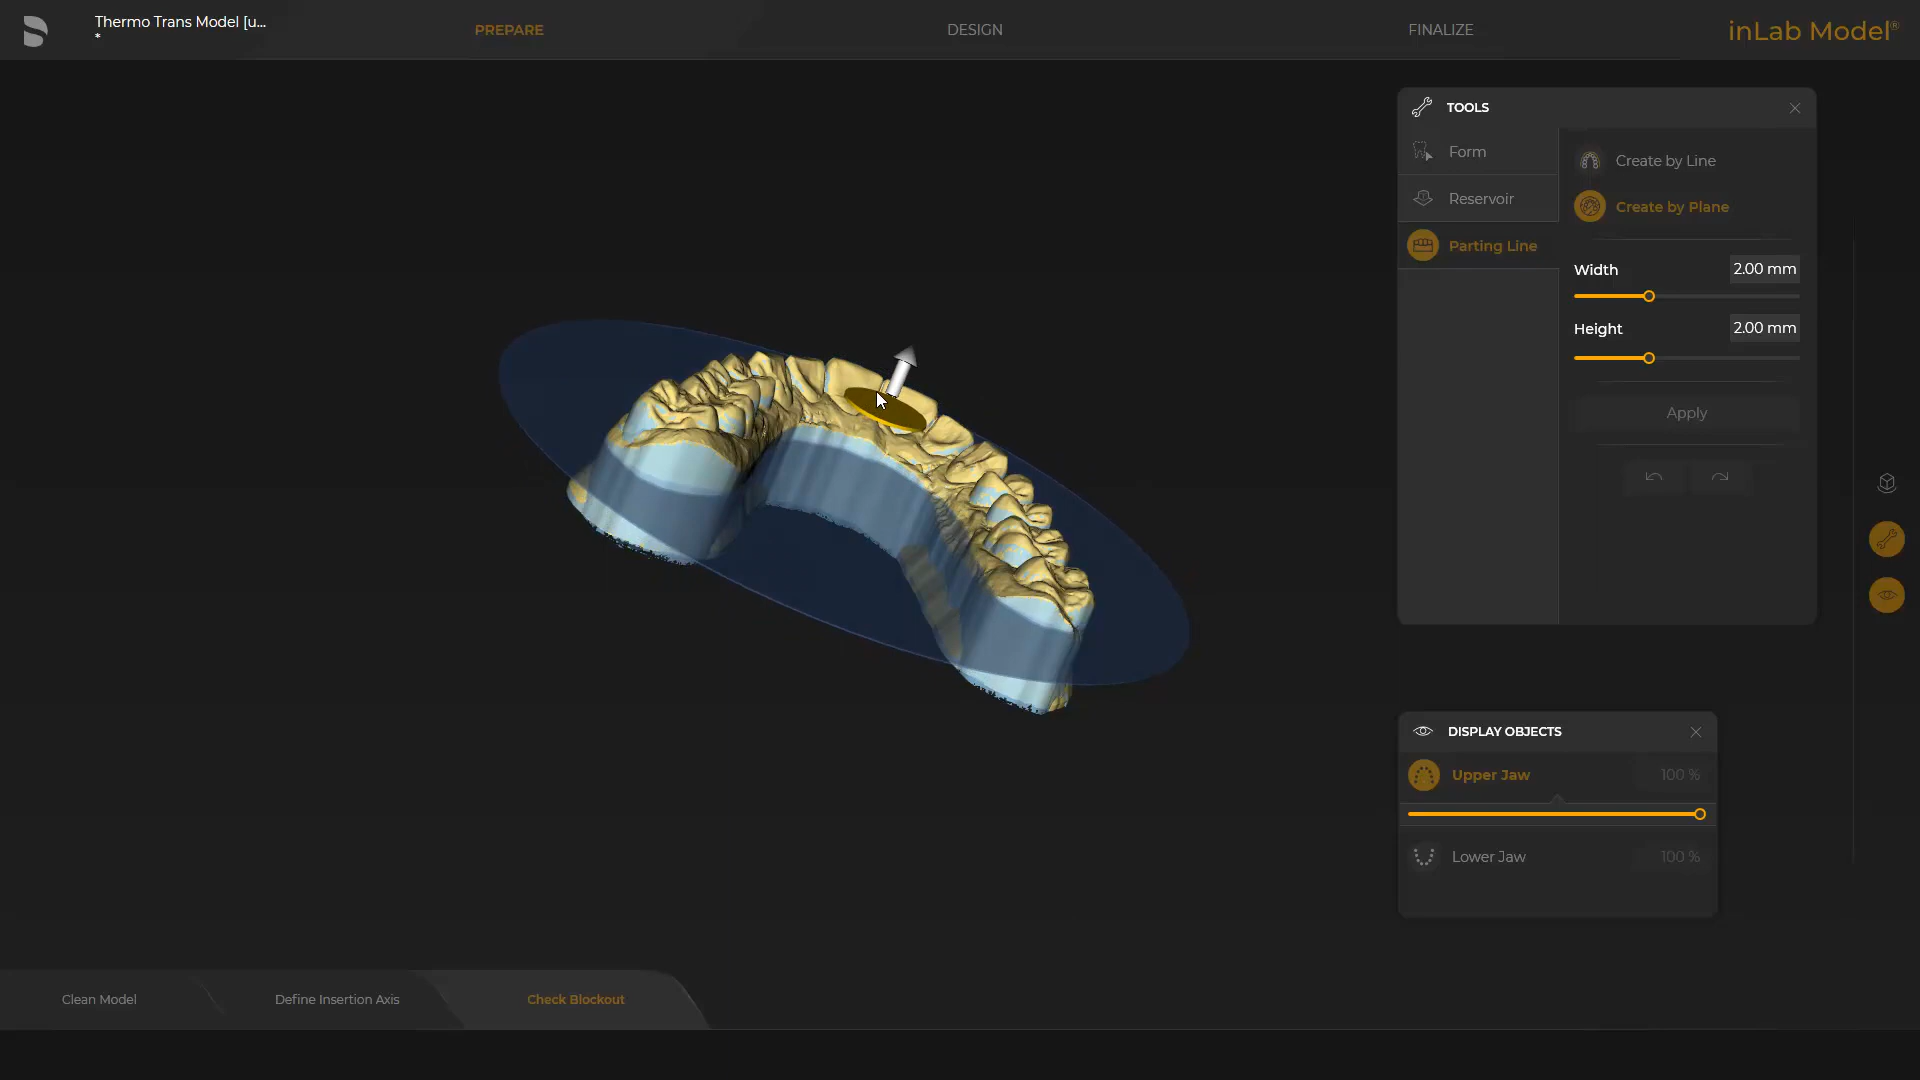 Thermo Trans Model [u...
*
PREPARE
DESIGN
FINALIZE
inLab Model®
TOOLS
Form
Reservoir
Parting Line
Create by Line
Create by Plane
Width
2.00 mm
Height
2.00 mm
Apply
DISPLAY OBJECTS
Upper Jaw
100 %
Lower Jaw
100 %
Clean Model
Define Insertion Axis
Check Blockout